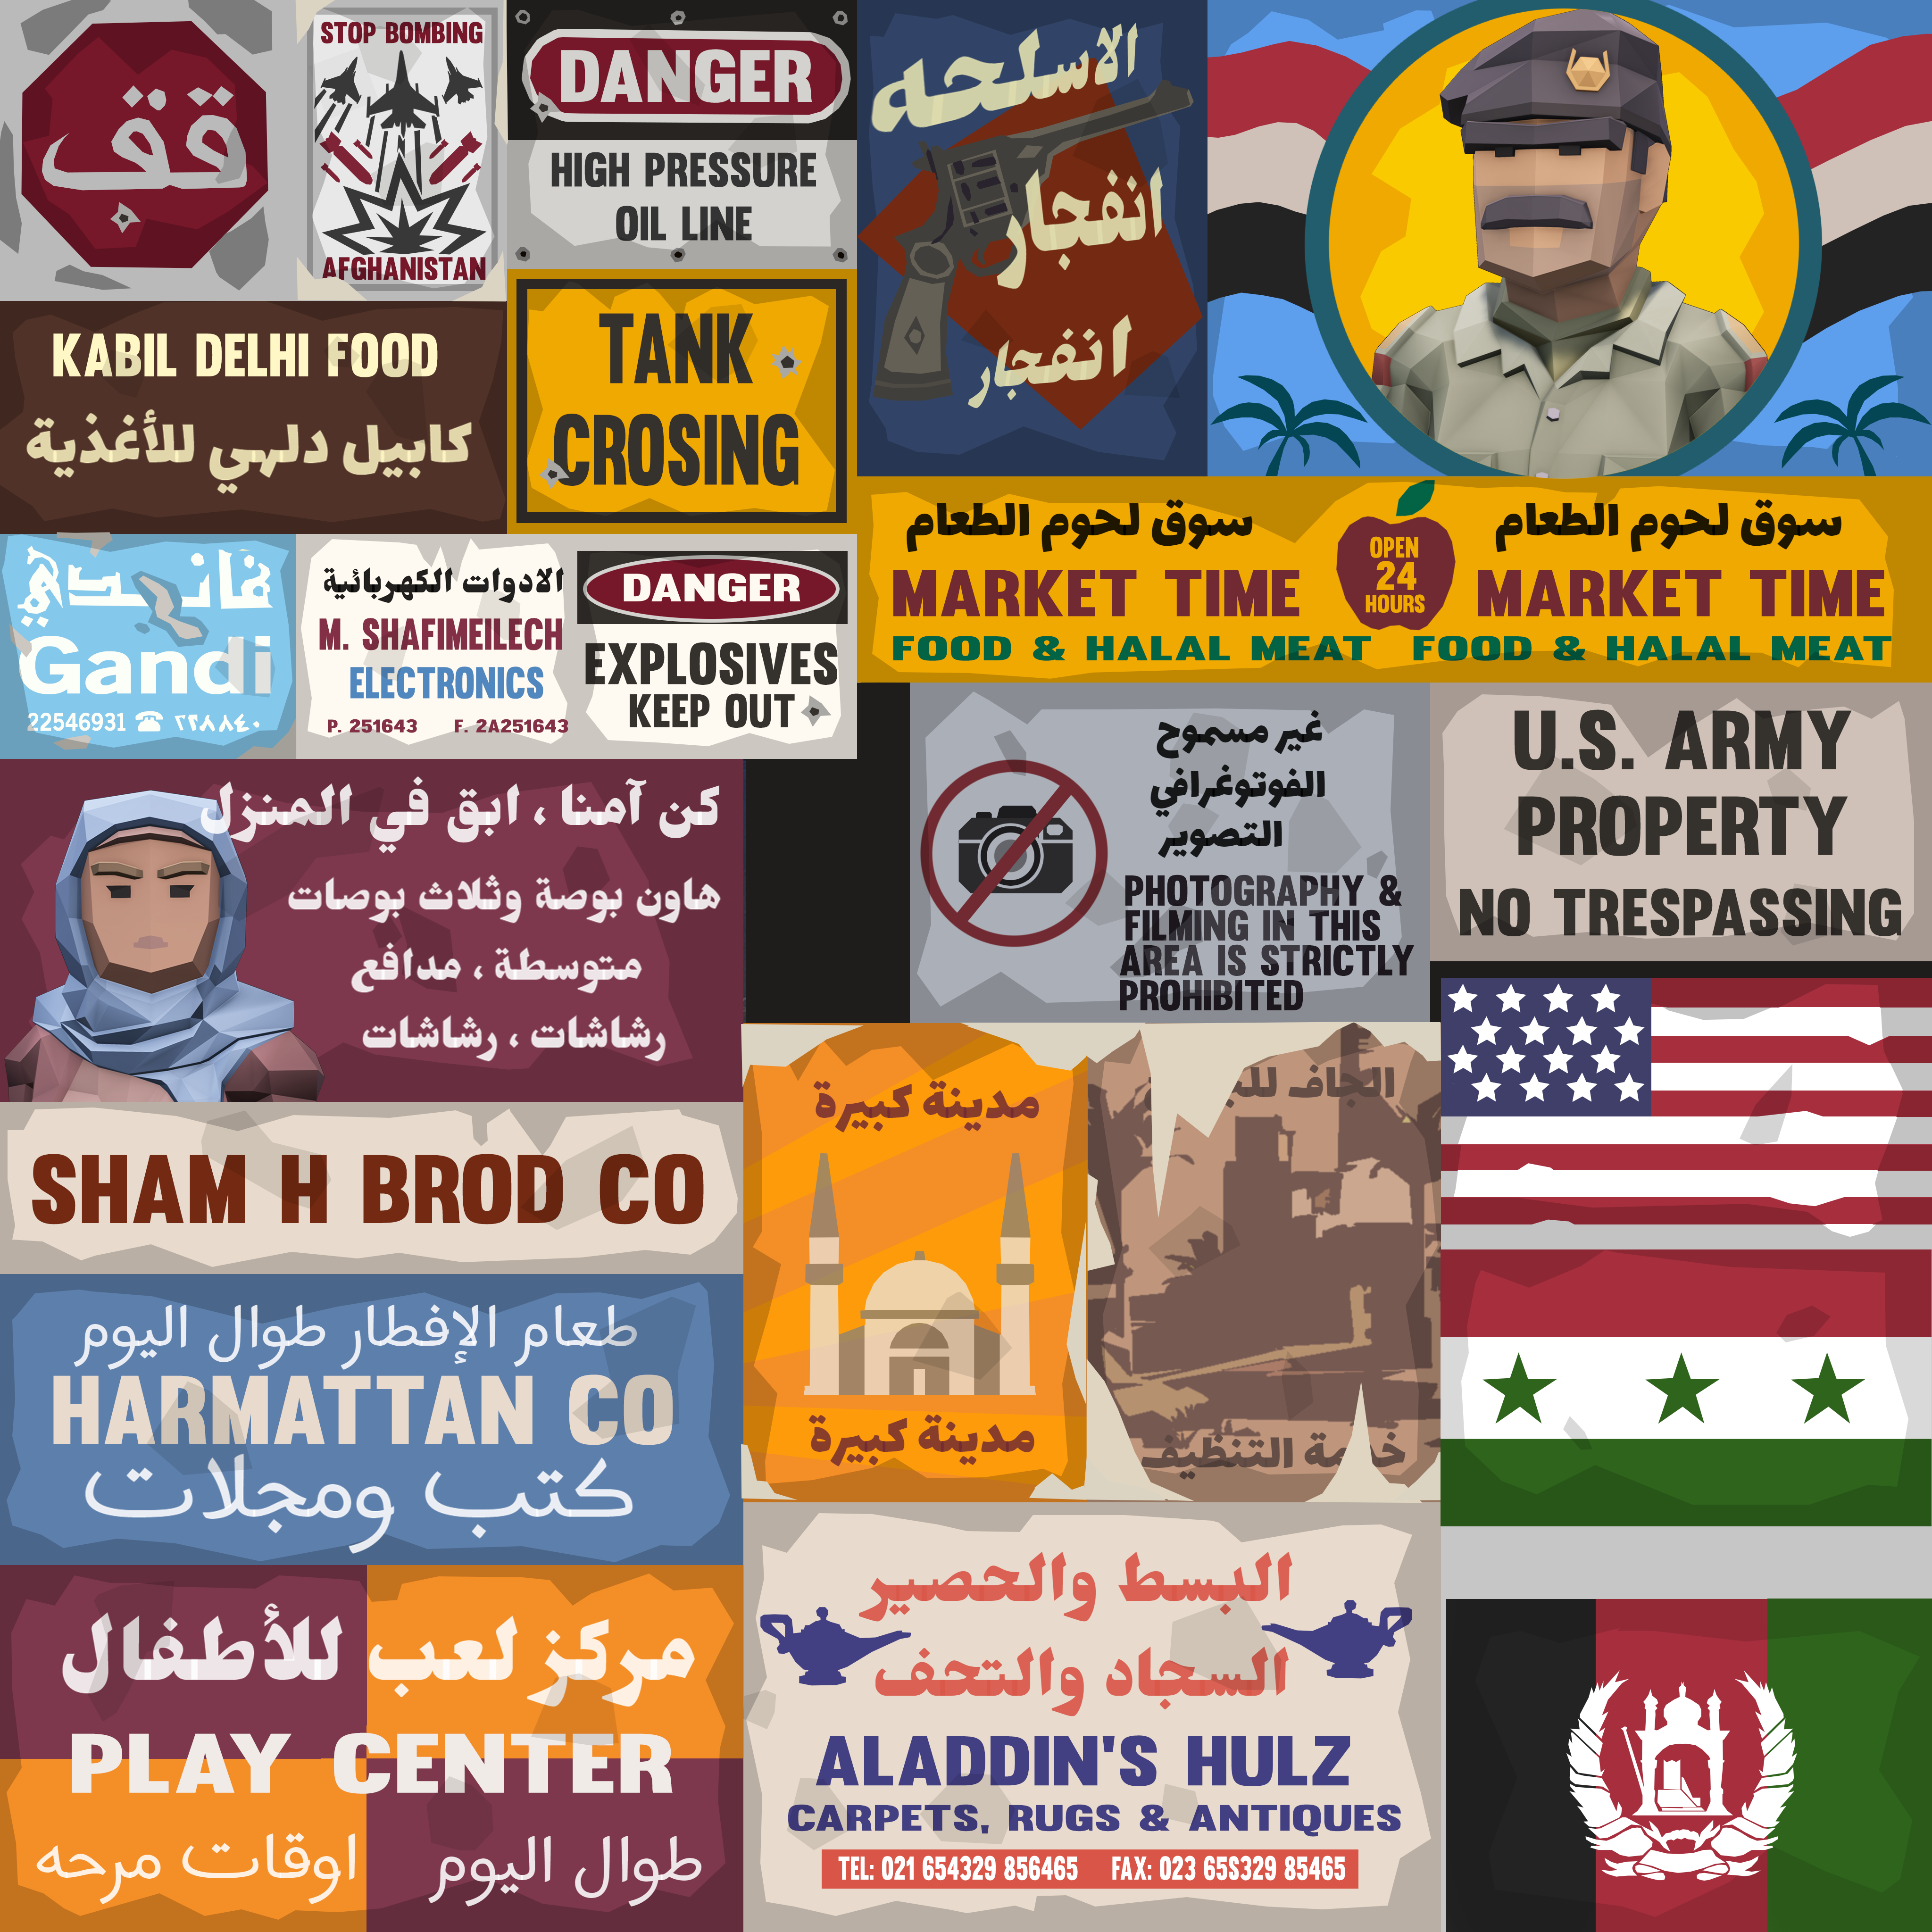 قف
STOP BOMBING
AFGHANISTAN
DANGER
HIGH PRESSURE
OIL LINE
الاسلحه
انفجار
انفجار
KABIL DELHI FOOD
كابيل دلهي للأغذية
TANK
CROSING
سوق لحوم الطعام
MARKET TIME
FOOD & HALAL MEAT
OPEN
24
HOURS
سوق لحوم الطعام
MARKET TIME
FOOD & HALAL MEAT
غاندي
Gandi
22546931 ٢٢٨٨٤٠
الادوات الكهربائية
M. SHAFIMEILECH
ELECTRONICS
P. 251643 F. 2A251643
DANGER
EXPLOSIVES
KEEP OUT
غير مسموح
الفوتوغرافي
التصوير
PHOTOGRAPHY &
FILMING IN THIS
AREA IS STRICTLY
PROHIBITED
U.S. ARMY
PROPERTY
NO TRESPASSING
كن آمنا ، ابق في المنزل
هاون بوصة وثلاث بوصات
متوسطة ، مدافع
رشاشات ، رشاشات
SHAM H BROD CO
مدينة كبيرة
مدينة كبيرة
الجاف
التنظيف
طعام الإفطار طوال اليوم
HARMATTAN CO
كتب ومجلات
مركز لعب للأطفال
PLAY CENTER
اوقات مرحه
طوال اليوم
البسط والحصير
السجاد والتحف
ALADDIN'S HULZ
CARPETS, RUGS & ANTIQUES
TEL: 021 654329 856465 FAX: 023 65S329 85465